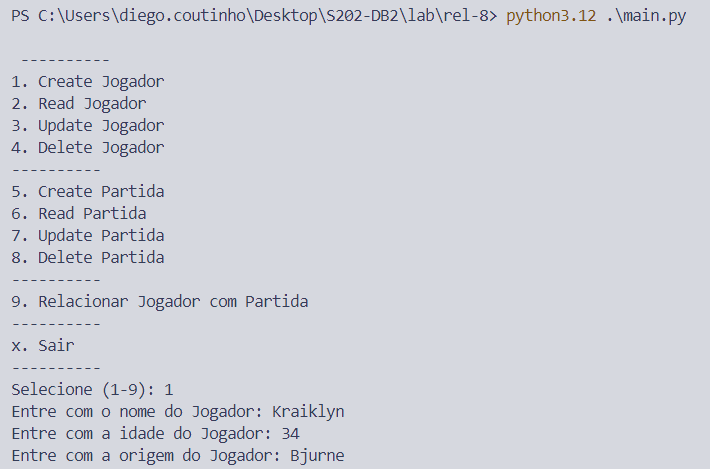 PS C:\Users\diego.coutinho\Desktop\S202-DB2\lab\rel-8> python3.12 .\main.py
----------
1. Create Jogador
2. Read Jogador
3. Update Jogador
4. Delete Jogador
----------
5. Create Partida
6. Read Partida
7. Update Partida
8. Delete Partida
----------
9. Relacionar Jogador com Partida
----------
x. Sair
----------
Selecione (1-9): 1
Entre com o nome do Jogador: Kraiklyn
Entre com a idade do Jogador: 34
Entre com a origem do Jogador: Bjurne